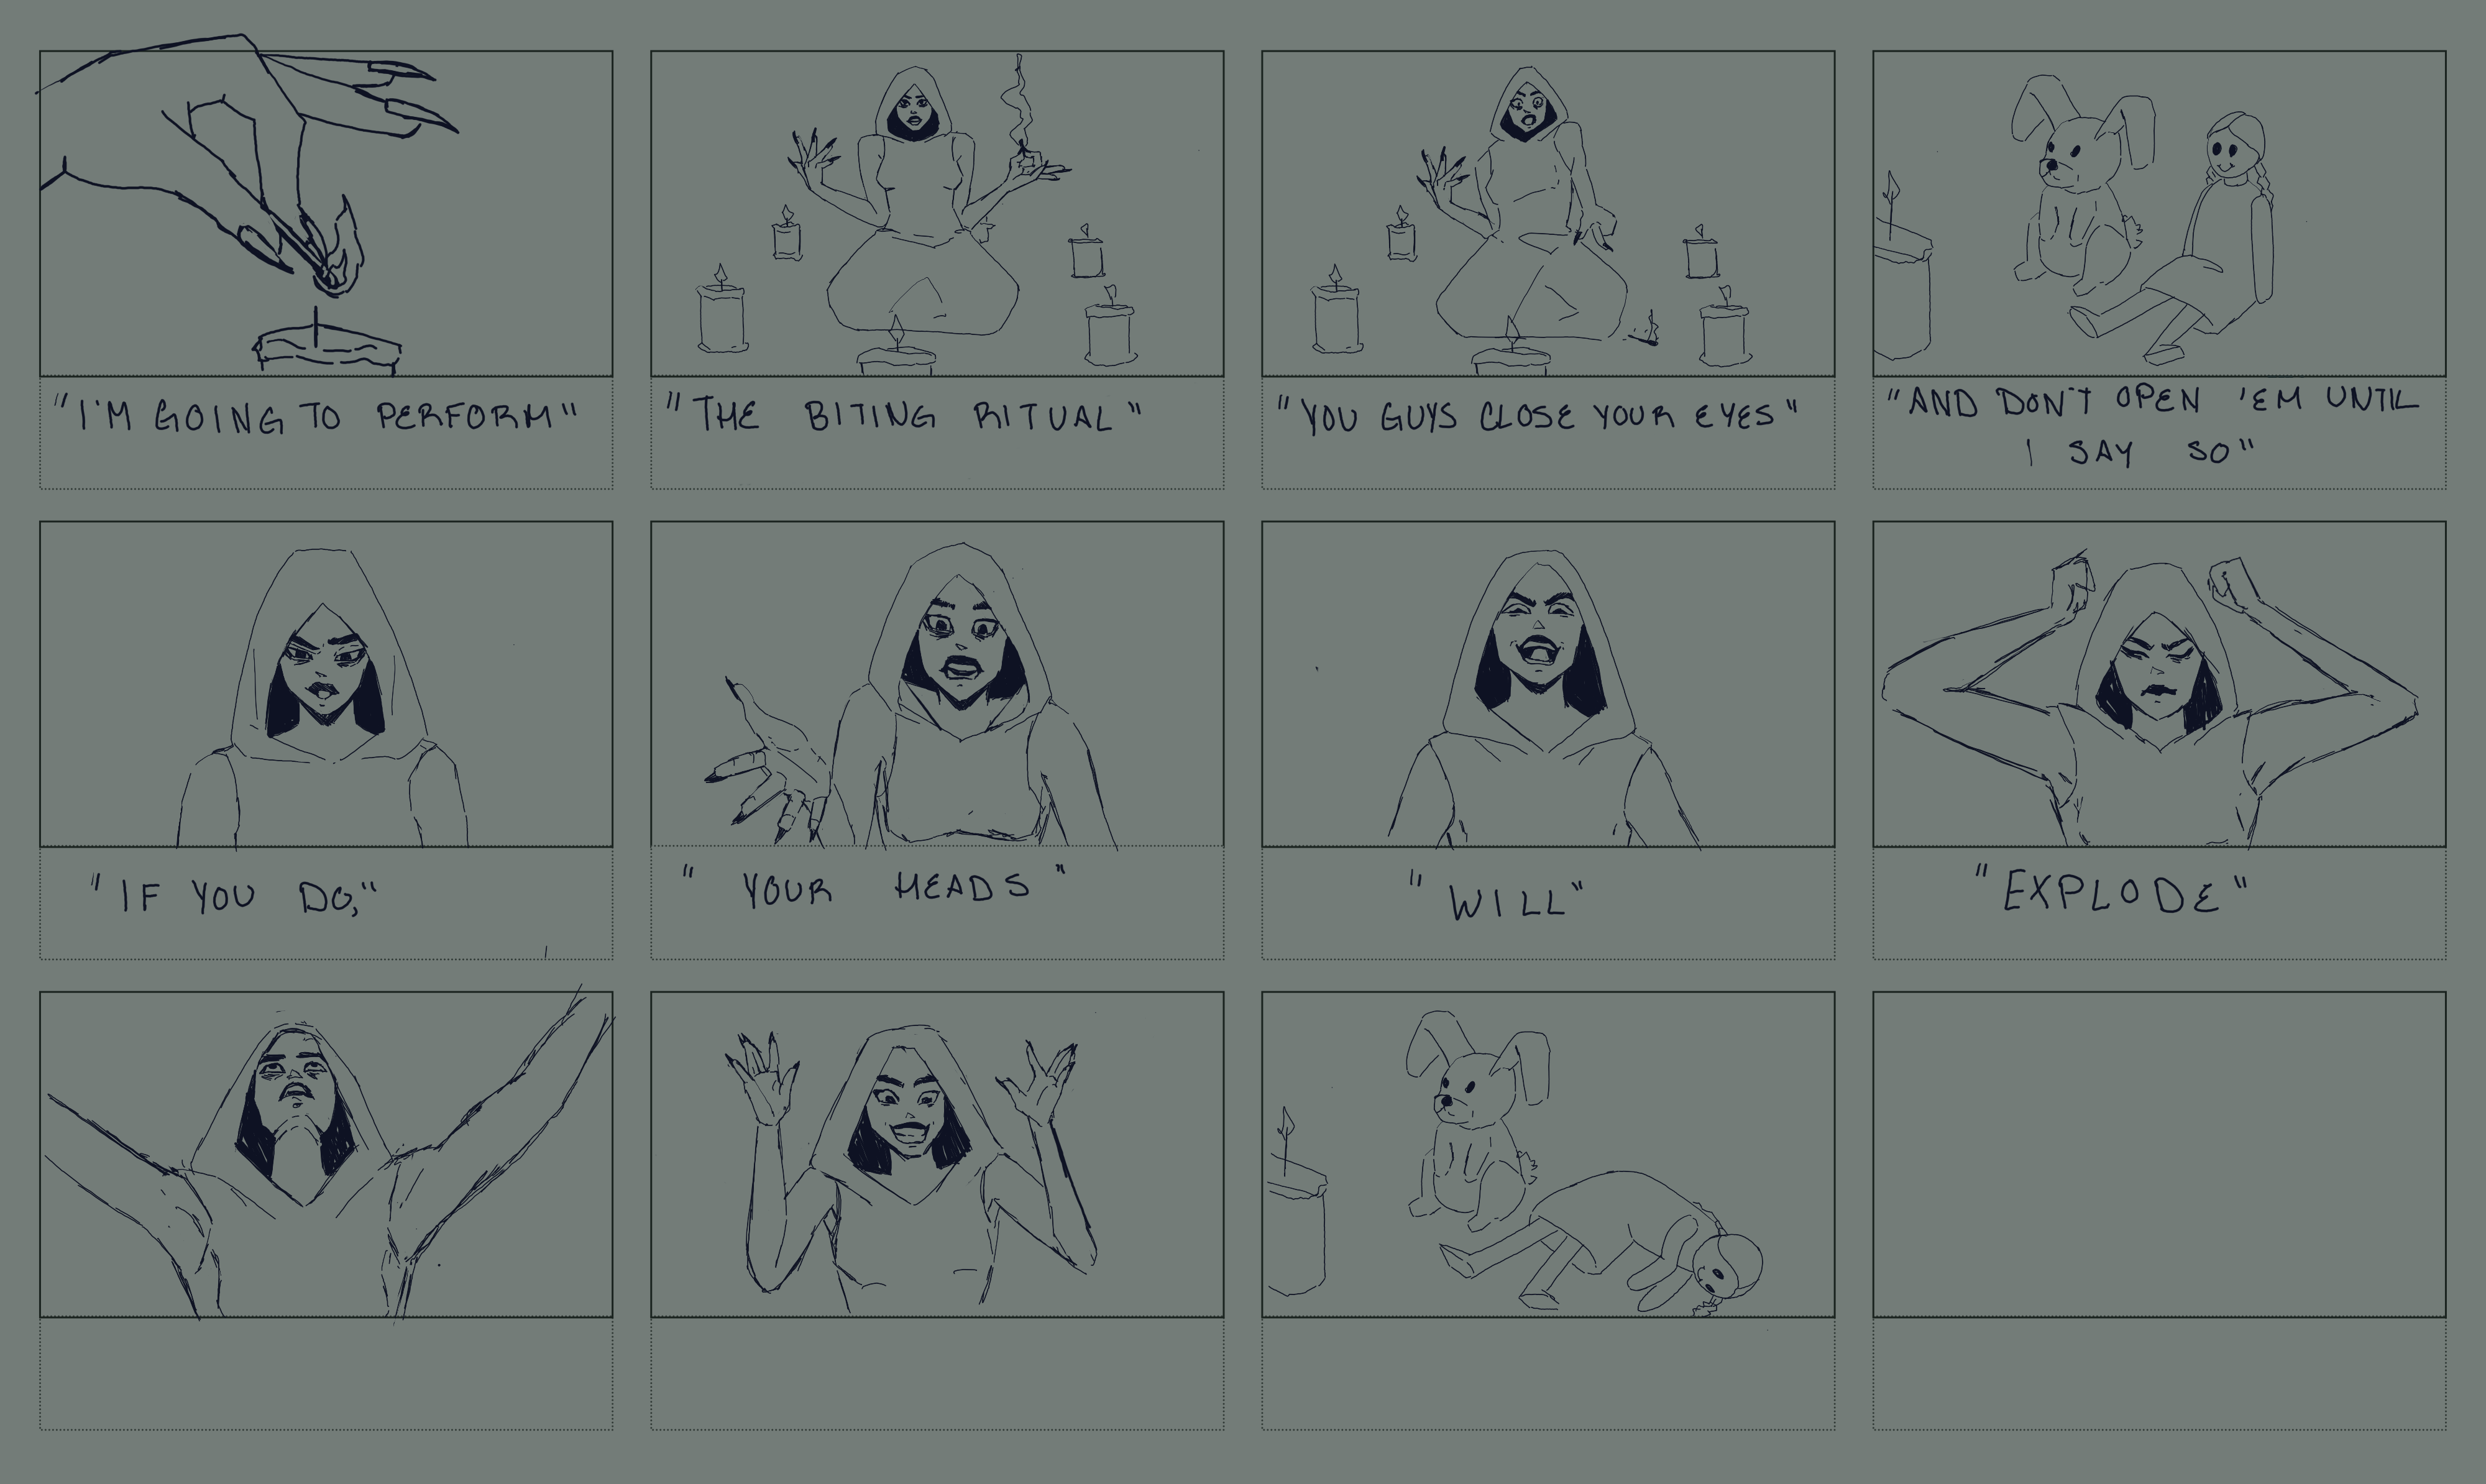 "I'M GOING TO PERFORM"
"THE BITING RITUAL"
"YOU GUYS CLOSE YOUR EYES"
"AND DON'T OPEN 'EM UNTIL
I SAY SO"
"IF YOU DO,"
"YOUR HEADS"
"WILL"
"EXPLODE"